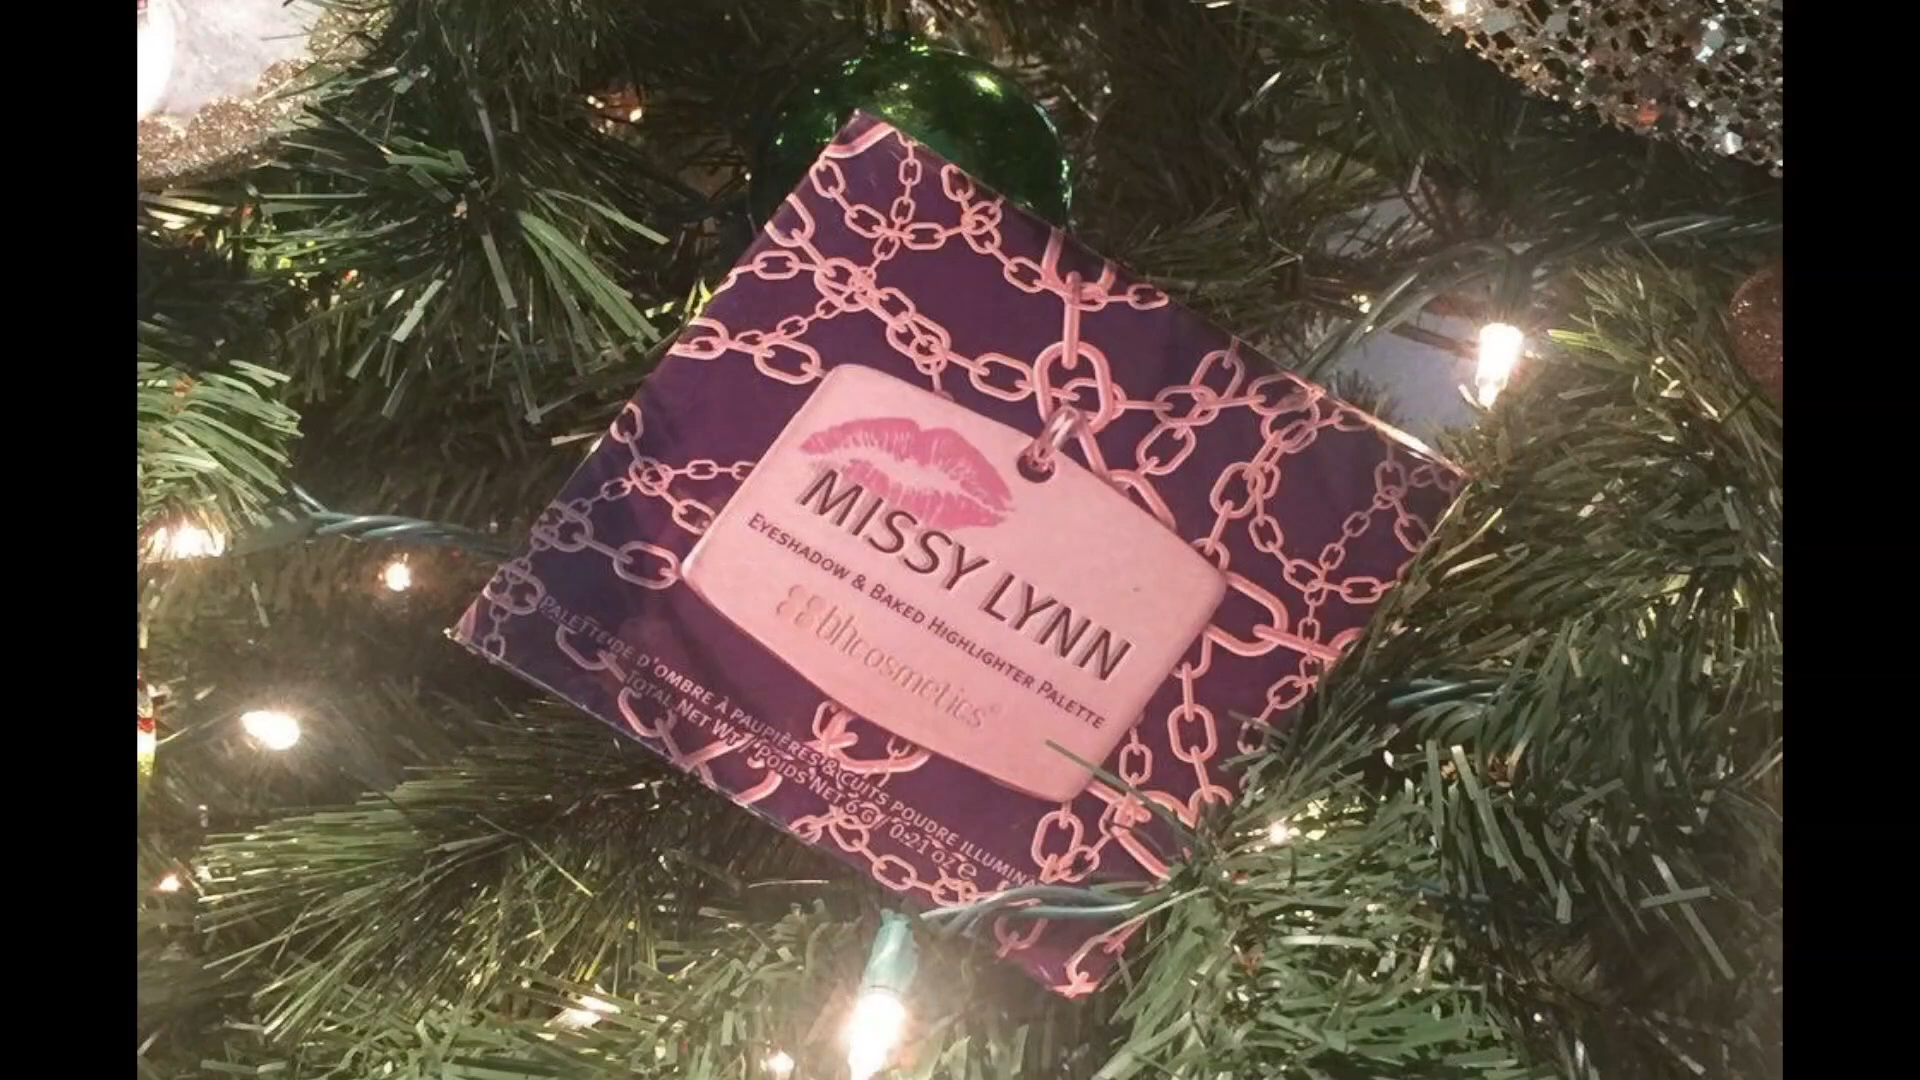 MISSY LYNN
EYESHADOW & BAKED HIGHLIGHTER PALETTE
bhcosmetics®
PALETTE DE D'OMBRE À PAUPIÈRES & CUITS POUDRE ILLUMINA
TOTAL NET WT/ POIDS NET 6 G / 0.21 OZ e